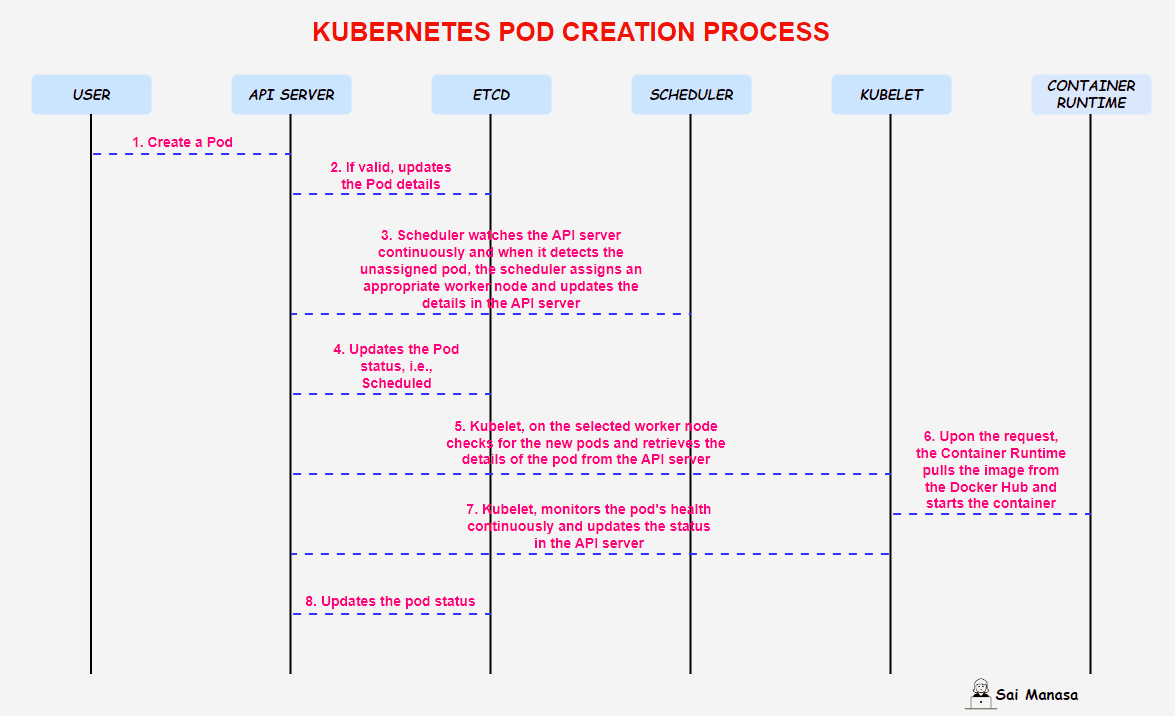 KUBERNETES POD CREATION PROCESS
USER
API SERVER
ETCD
SCHEDULER
KUBELET
CONTAINER
RUNTIME
1. Create a Pod
2. If valid, updates
the Pod details
3. Scheduler watches the API server
continuously and when it detects the
unassigned pod, the scheduler assigns an
appropriate worker node and updates the
details in the API server
4. Updates the Pod
status, i.e.,
Scheduled
5. Kubelet, on the selected worker node
checks for the new pods and retrieves the
details of the pod from the API server
6. Upon the request,
the Container Runtime
pulls the image from
the Docker Hub and
starts the container
7. Kubelet, monitors the pod's health
continuously and updates the status
in the API server
8. Updates the pod status
Sai Manasa